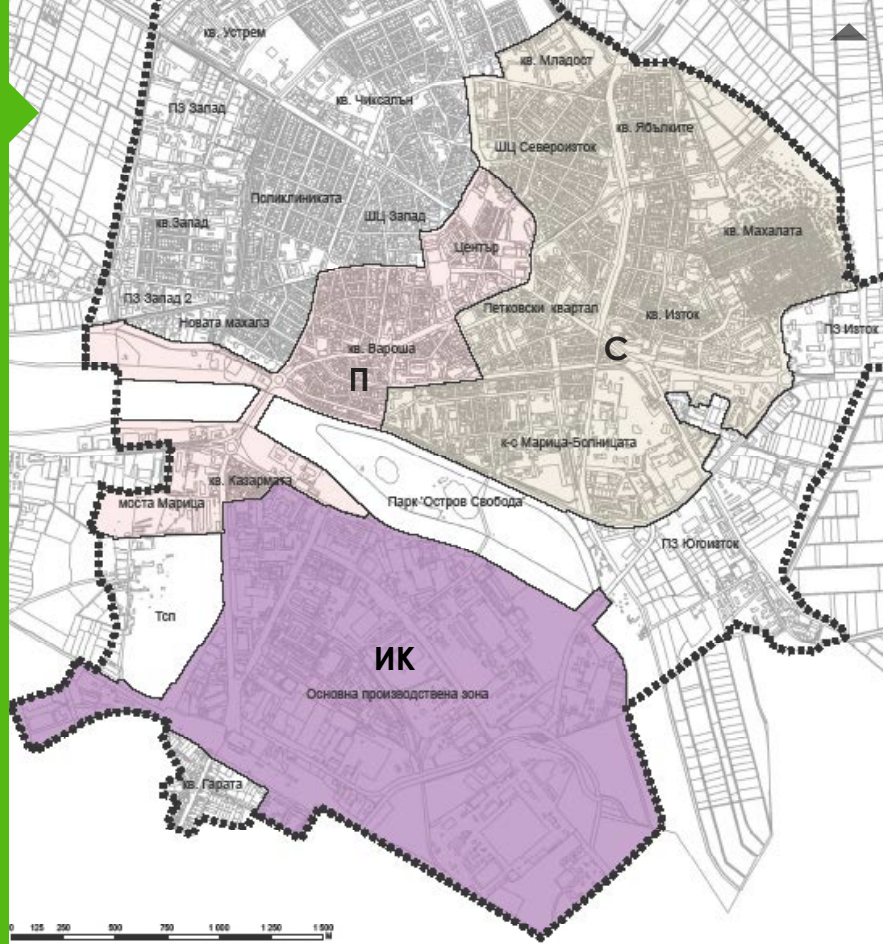 кв. Устрем
кв. Младост
кв. Чиксалън
ПЗ Запад
кв. Ябълките
ШЦ Североизток
Поликлиниката
ШЦ Запад
кв.Запад
кв. Махалата
Център
ПЗ Запад 2
Петковски квартал
кв. Изток
Новата махала
ПЗ Изток
кв. Вароша
С
П
к-с Марица-Болницата
кв. Казармата
моста Марица
Парк 'Остров Свобода'
ПЗ Югоизток
Тсп
ИК
Основна производствена зона
кв. Гарата
0 125 250 500 750 1 000 1 250 1 500
М